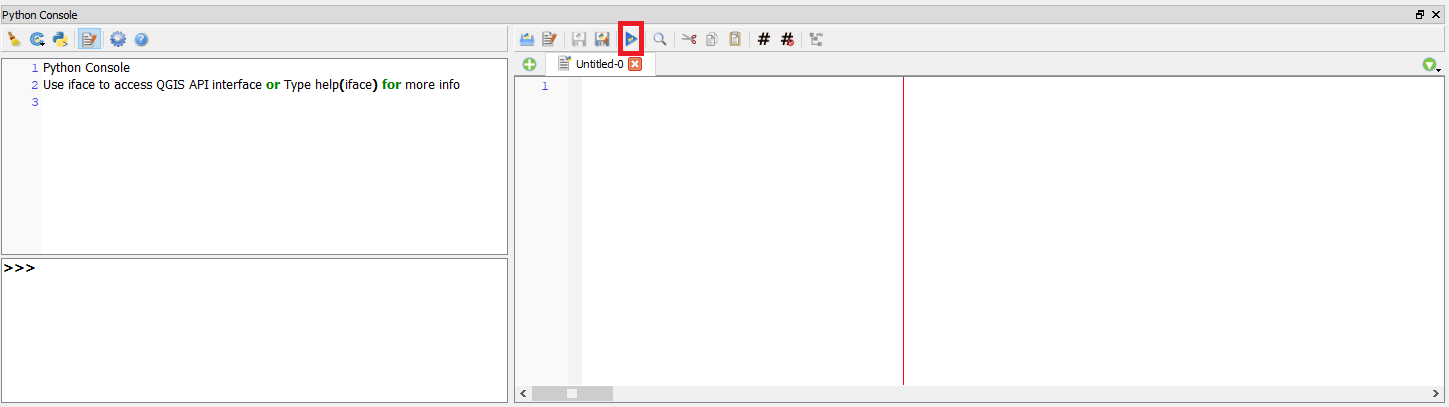 Python Console
Untitled-0
1 Python Console
2 Use iface to access QGIS API interface or Type help(iface) for more info
3
1
>>>